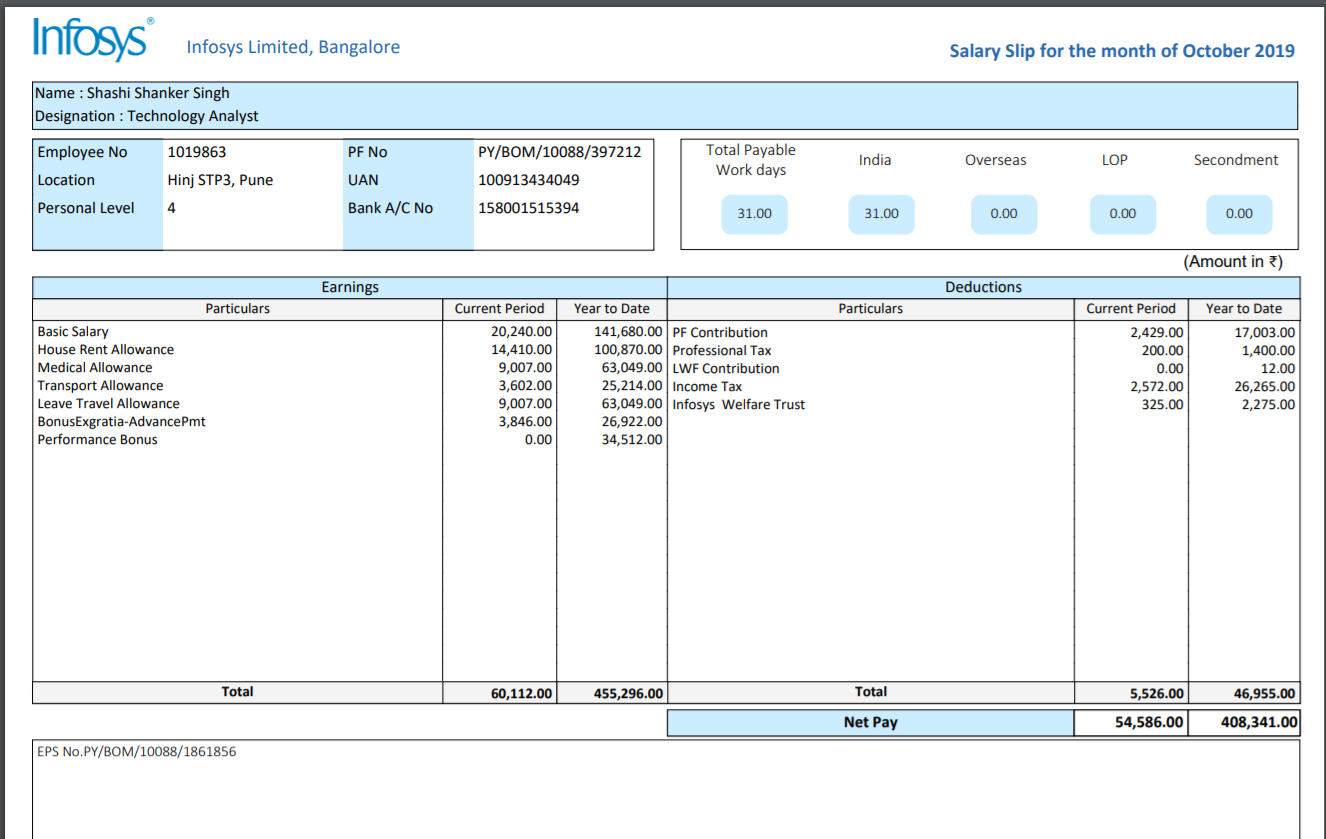 Infosys®
Infosys Limited, Bangalore
Salary Slip for the month of October 2019
Name : Shashi Shanker Singh
Designation : Technology Analyst
Employee No 1019863 PF No PY/BOM/10088/397212
Location Hinj STP3, Pune UAN 100913434049
Personal Level 4 Bank A/C No 158001515394
Total Payable Work days India Overseas LOP Secondment
31.00 31.00 0.00 0.00 0.00
(Amount in ₹)
Earnings Deductions
Particulars Current Period Year to Date Particulars Current Period Year to Date
Basic Salary 20,240.00 141,680.00 PF Contribution 2,429.00 17,003.00
House Rent Allowance 14,410.00 100,870.00 Professional Tax 200.00 1,400.00
Medical Allowance 9,007.00 63,049.00 LWF Contribution 0.00 12.00
Transport Allowance 3,602.00 25,214.00 Income Tax 2,572.00 26,265.00
Leave Travel Allowance 9,007.00 63,049.00 Infosys Welfare Trust 325.00 2,275.00
BonusExgratia-AdvancePmt 3,846.00 26,922.00
Performance Bonus 0.00 34,512.00
Total 60,112.00 455,296.00 Total 5,526.00 46,955.00
Net Pay 54,586.00 408,341.00
EPS No.PY/BOM/10088/1861856